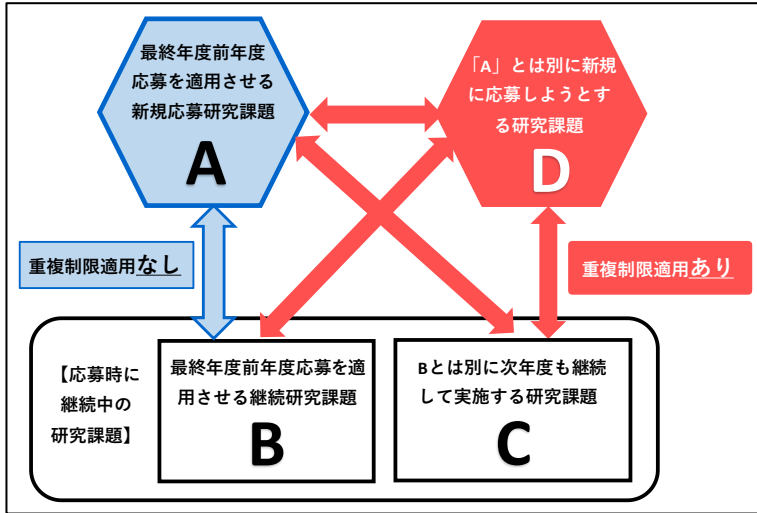 最終年度前年度
応募を適用させる
新規応募研究課題
A
「A」とは別に新規
に応募しようとす
る研究課題
D
重複制限適用なし
重複制限適用あり
【応募時に
継続中の
研究課題】
最終年度前年度応募を適
用させる継続研究課題
B
Bとは別に次年度も継続
して実施する研究課題
C